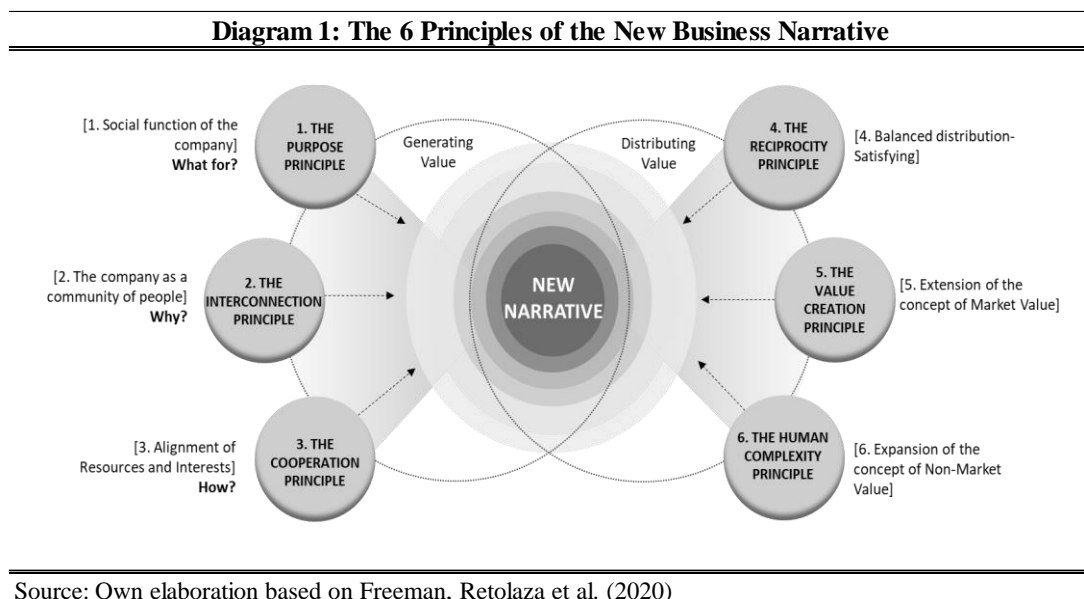 Diagram 1: The 6 Principles of the New Business Narrative
[1. Social function of the
company]
What for?
1. THE
PURPOSE
PRINCIPLE
Generating
Value
Distributing
Value
4. THE
RECIPROCITY
PRINCIPLE
[4. Balanced distribution-
Satisfying]
[2. The company as a
community of people]
Why?
2. THE
INTERCONNECTION
PRINCIPLE
NEW
NARRATIVE
5. THE
VALUE
CREATION
PRINCIPLE
[5. Extension of the
concept of Market Value]
[3. Alignment of
Resources and Interests]
How?
3. THE
COOPERATION
PRINCIPLE
6. THE HUMAN
COMPLEXITY
PRINCIPLE
[6. Expansion of the
concept of Non-Market
Value]
Source: Own elaboration based on Freeman, Retolaza et al. (2020)